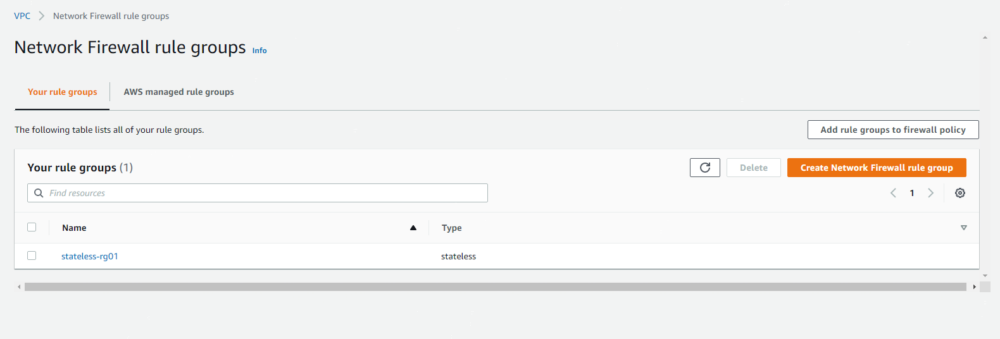 VPC Network Firewall rule groups
Network Firewall rule groups Info
Your rule groups AWS managed rule groups
The following table lists all of your rule groups. Add rule groups to firewall policy
Your rule groups (1) Delete Create Network Firewall rule group
Find resources 1
Name Type
stateless-rg01 stateless